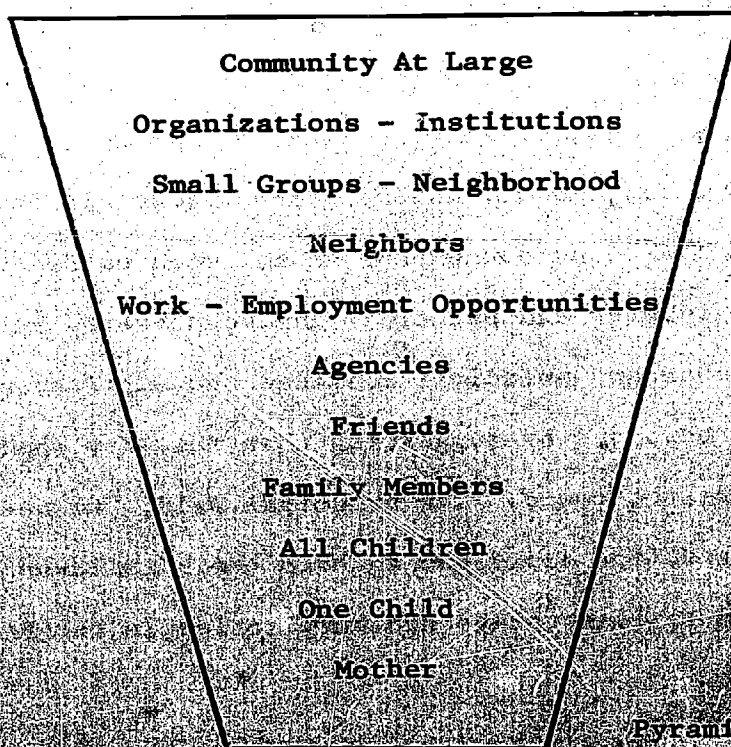 Community At Large
Organizations - Institutions
Small Groups - Neighborhood
Neighbors
Work - Employment Opportunities
Agencies
Friends
Family Members
All Children
One Child
Mother
Pyrami